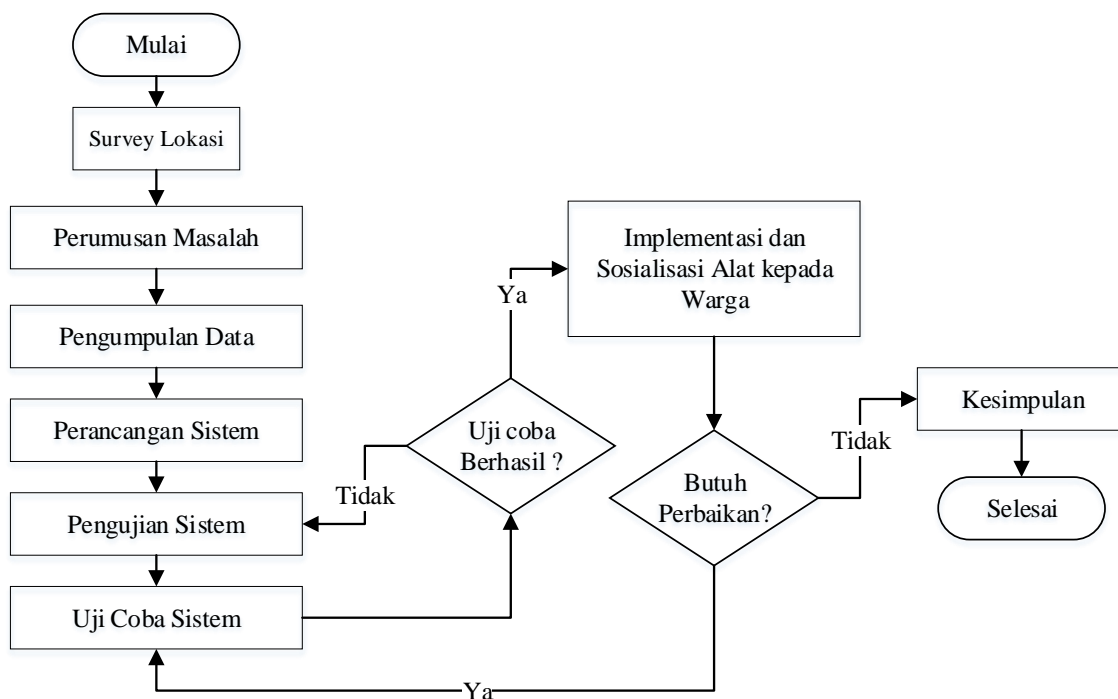 Mulai
Survey Lokasi
Perumusan Masalah
Pengumpulan Data
Perancangan Sistem
Pengujian Sistem
Uji Coba Sistem
Tidak
Uji coba
Berhasil ?
Ya
Implementasi dan
Sosialisasi Alat kepada
Warga
Butuh
Perbaikan?
Ya
Tidak
Kesimpulan
Selesai